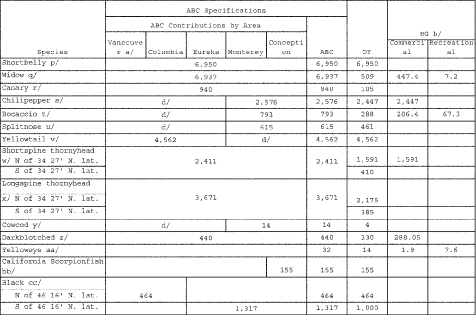 ABC Specifications
ABC Contributions by Area
HG b/
Species Vancouve r a/ Columbia Eureka Monterey Concepti on ABC OY Commerci al Recreation al
Shortbelly p/ 6,950 6,950 6,950
Widow q/ 6,937 6,937 509 447.4 7.2
Canary r/ 940 940 105
Chilipepper s/ d/ 2,576 2,576 2,447 2,447
Bocaccio t/ d/ 793 793 288 206.4 67.3
Splitnose u/ d/ 615 615 461
Yellowtail v/ 4,562 d/ 4,562 4,562
Shortspine thornyhead
w/ N of 34 27' N. lat. 2,411 2,411 1,591 1,591
S of 34 27' N. lat. 410
Longspine thornyhead
x/ N of 34 27' N. lat. 3,671 3,671 2,175
S of 34 27' N. lat. 385
Cowcod y/ d/ 14 14 4
Darkblotched z/ 440 440 330 288.05
Yelloweye aa/ 32 14 1.9 7.6
California Scorpionfish
bb/ 155 155 155
Black cc/
N of 46 16' N. lat. 464 464 464
S of 46 16' N. lat. 1,317 1,317 1,000